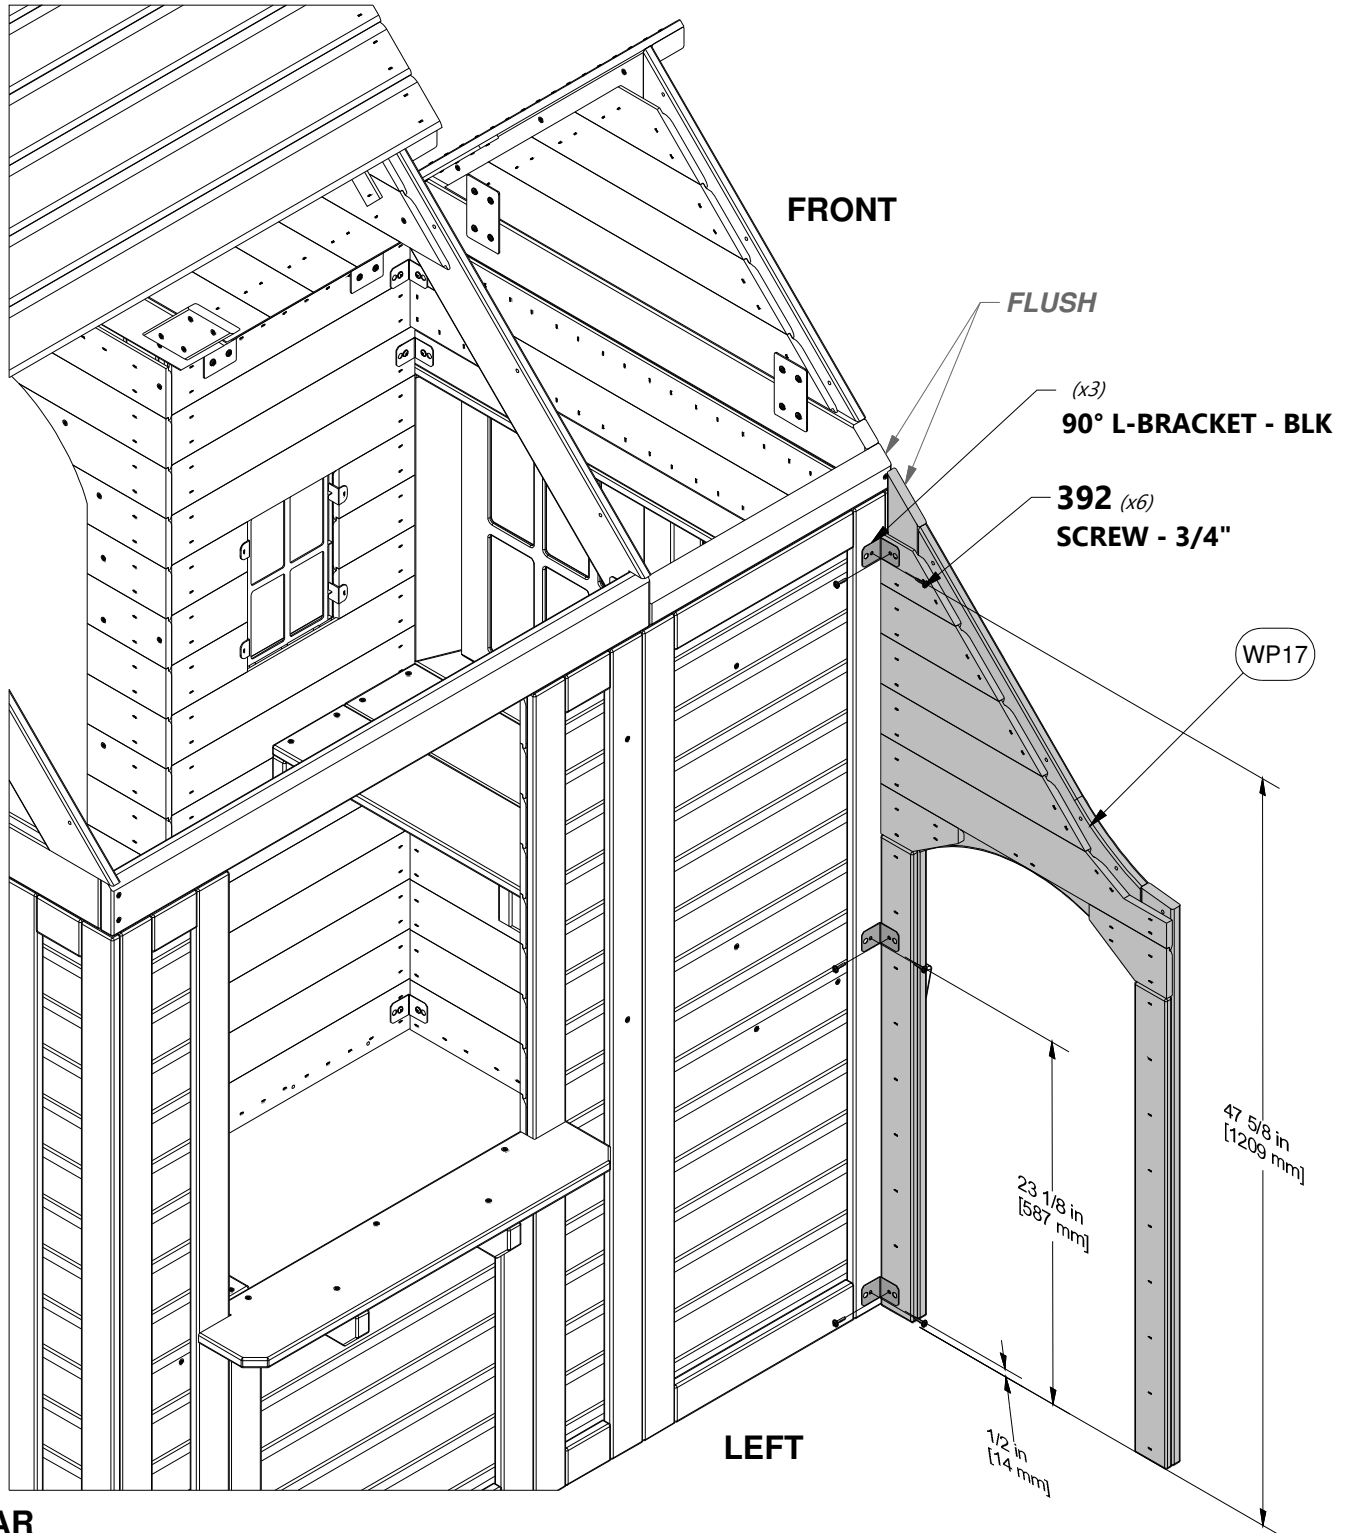 FRONT
FLUSH
(x3)
90° L-BRACKET - BLK
392 (x6)
SCREW - 3/4"
WP17
47 5/8 in
[1209 mm]
23 1/8 in
[587 mm]
1/2 in
[14 mm]
LEFT
AR